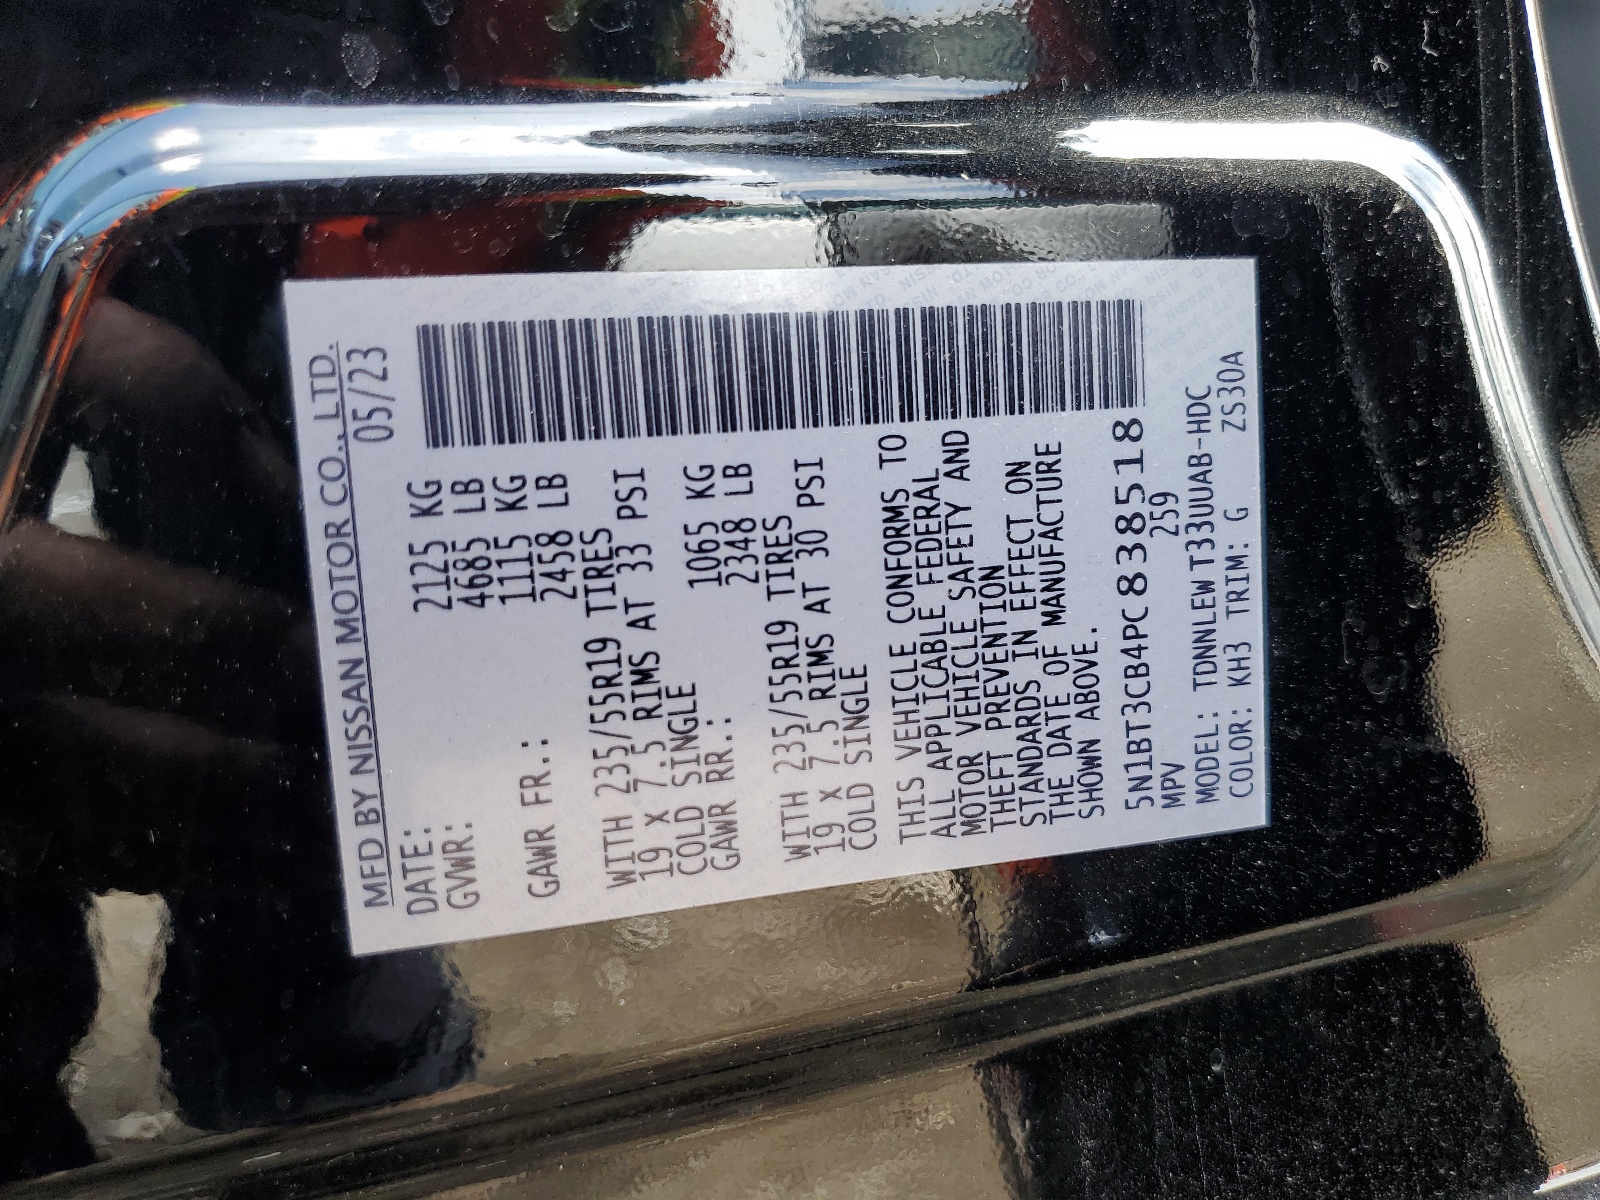 MFD BY NISSAN MOTOR CO., LTD.
DATE: 05/23
GVWR: 2125 KG
4685 LB
1115 KG
GAWR FR.: 2458 LB
WITH 235/55R19 TIRES
19 X 7.5 RIMS AT 33 PSI
COLD SINGLE 1065 KG
GAWR RR.: 2348 LB
WITH 235/55R19 TIRES
19 X 7.5 RIMS AT 30 PSI
COLD SINGLE
THIS VEHICLE CONFORMS TO
ALL APPLICABLE FEDERAL
MOTOR VEHICLE SAFETY AND
THEFT PREVENTION
STANDARDS IN EFFECT ON
THE DATE OF MANUFACTURE
SHOWN ABOVE.
5N1BT3CB4PC838518
MPV 259
MODEL: TDNNLEWT33UUAB-HDC
COLOR: KH3 TRIM: G ZS30A